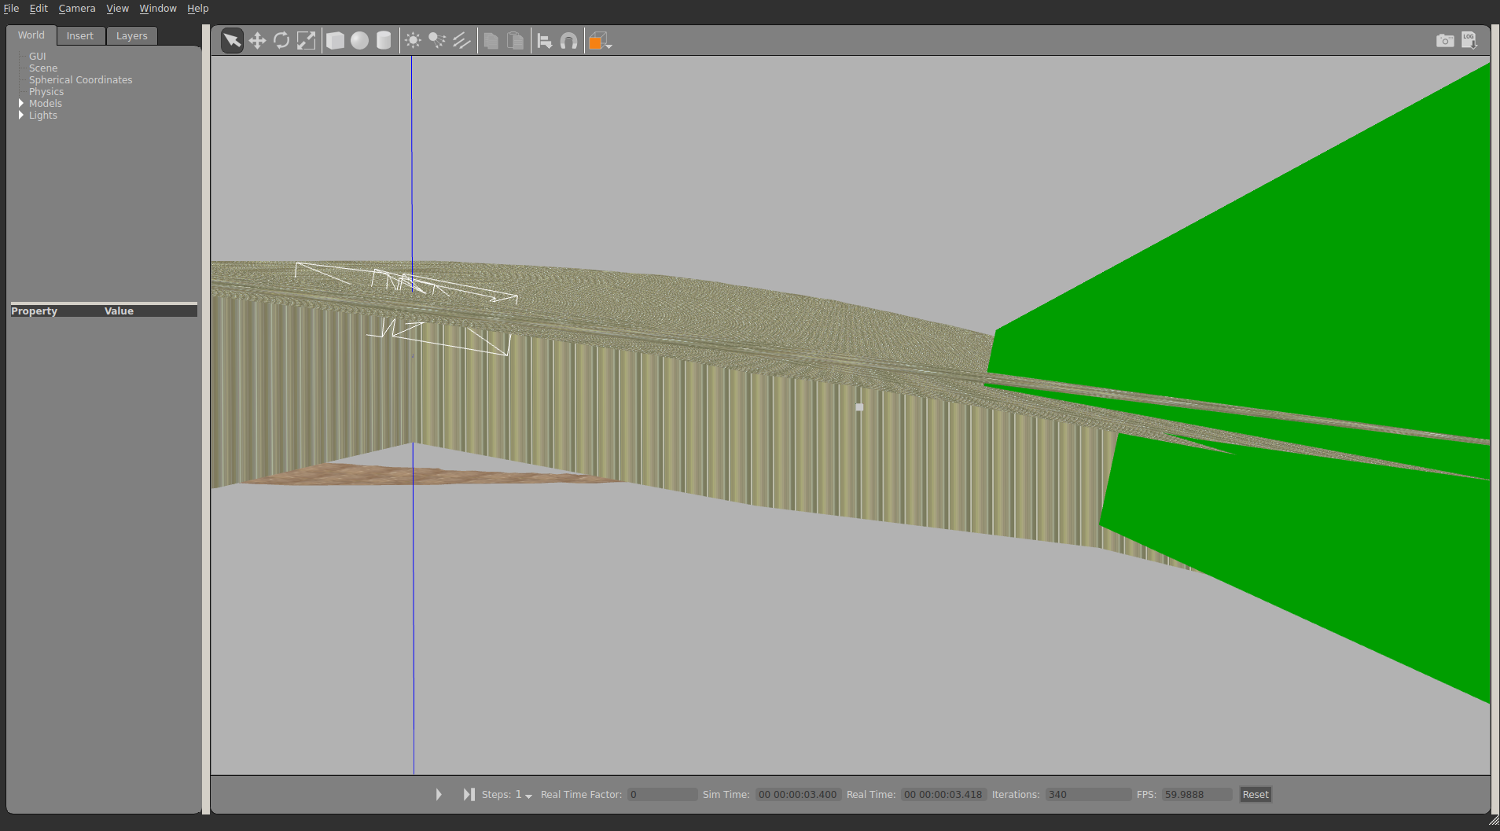 File Edit Camera View Window Help
World Insert Layers
GUI
Scene
Spherical Coordinates
Physics
Models
Lights
Property Value
LOG
Steps: 1 Real Time Factor: 0 Sim Time: 00 00:00:03.400 Real Time: 00 00:00:03.418 Iterations: 340 FPS: 59.9888 Reset